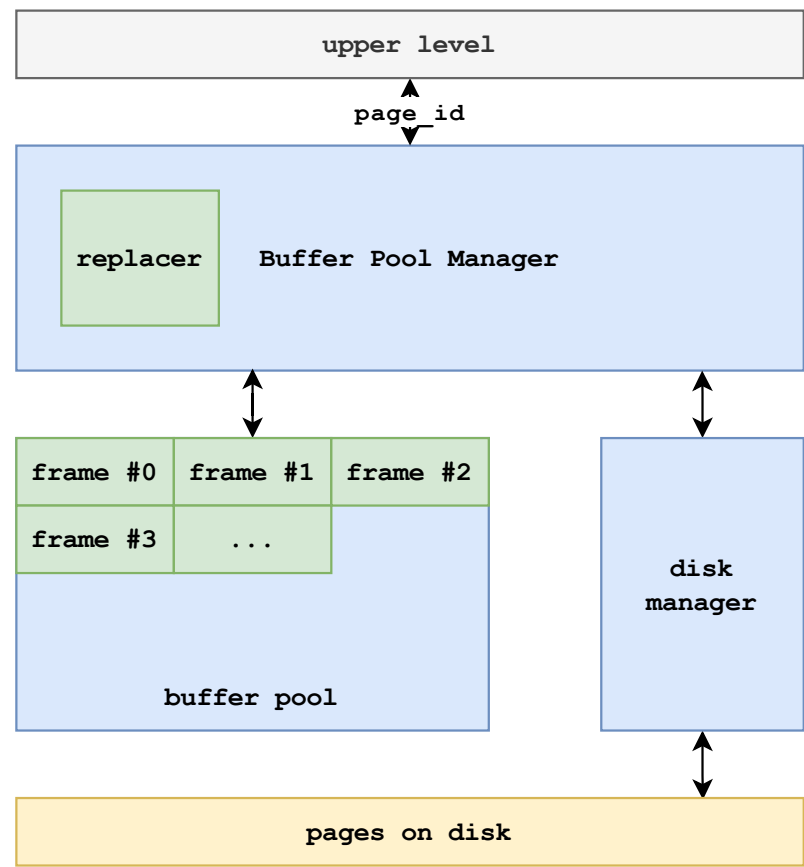 upper level
page_id
replacer
Buffer Pool Manager
frame #0
frame #1
frame #2
frame #3
...
disk
manager
buffer pool
pages on disk